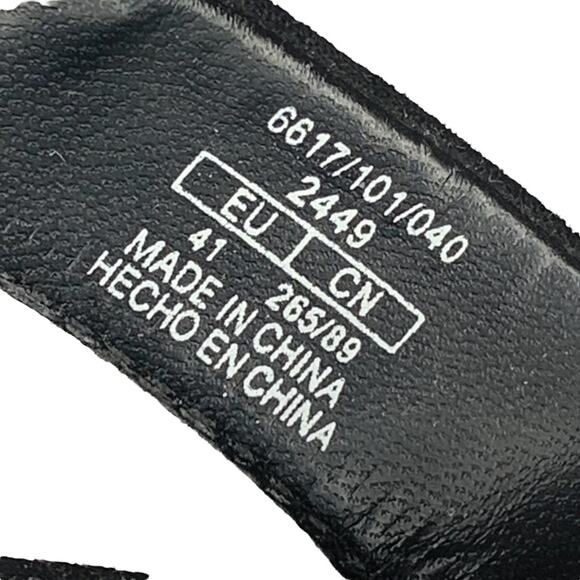 6617/101/040
2449
EU CN
41 265/89
MADE IN CHINA
HECHO EN CHINA